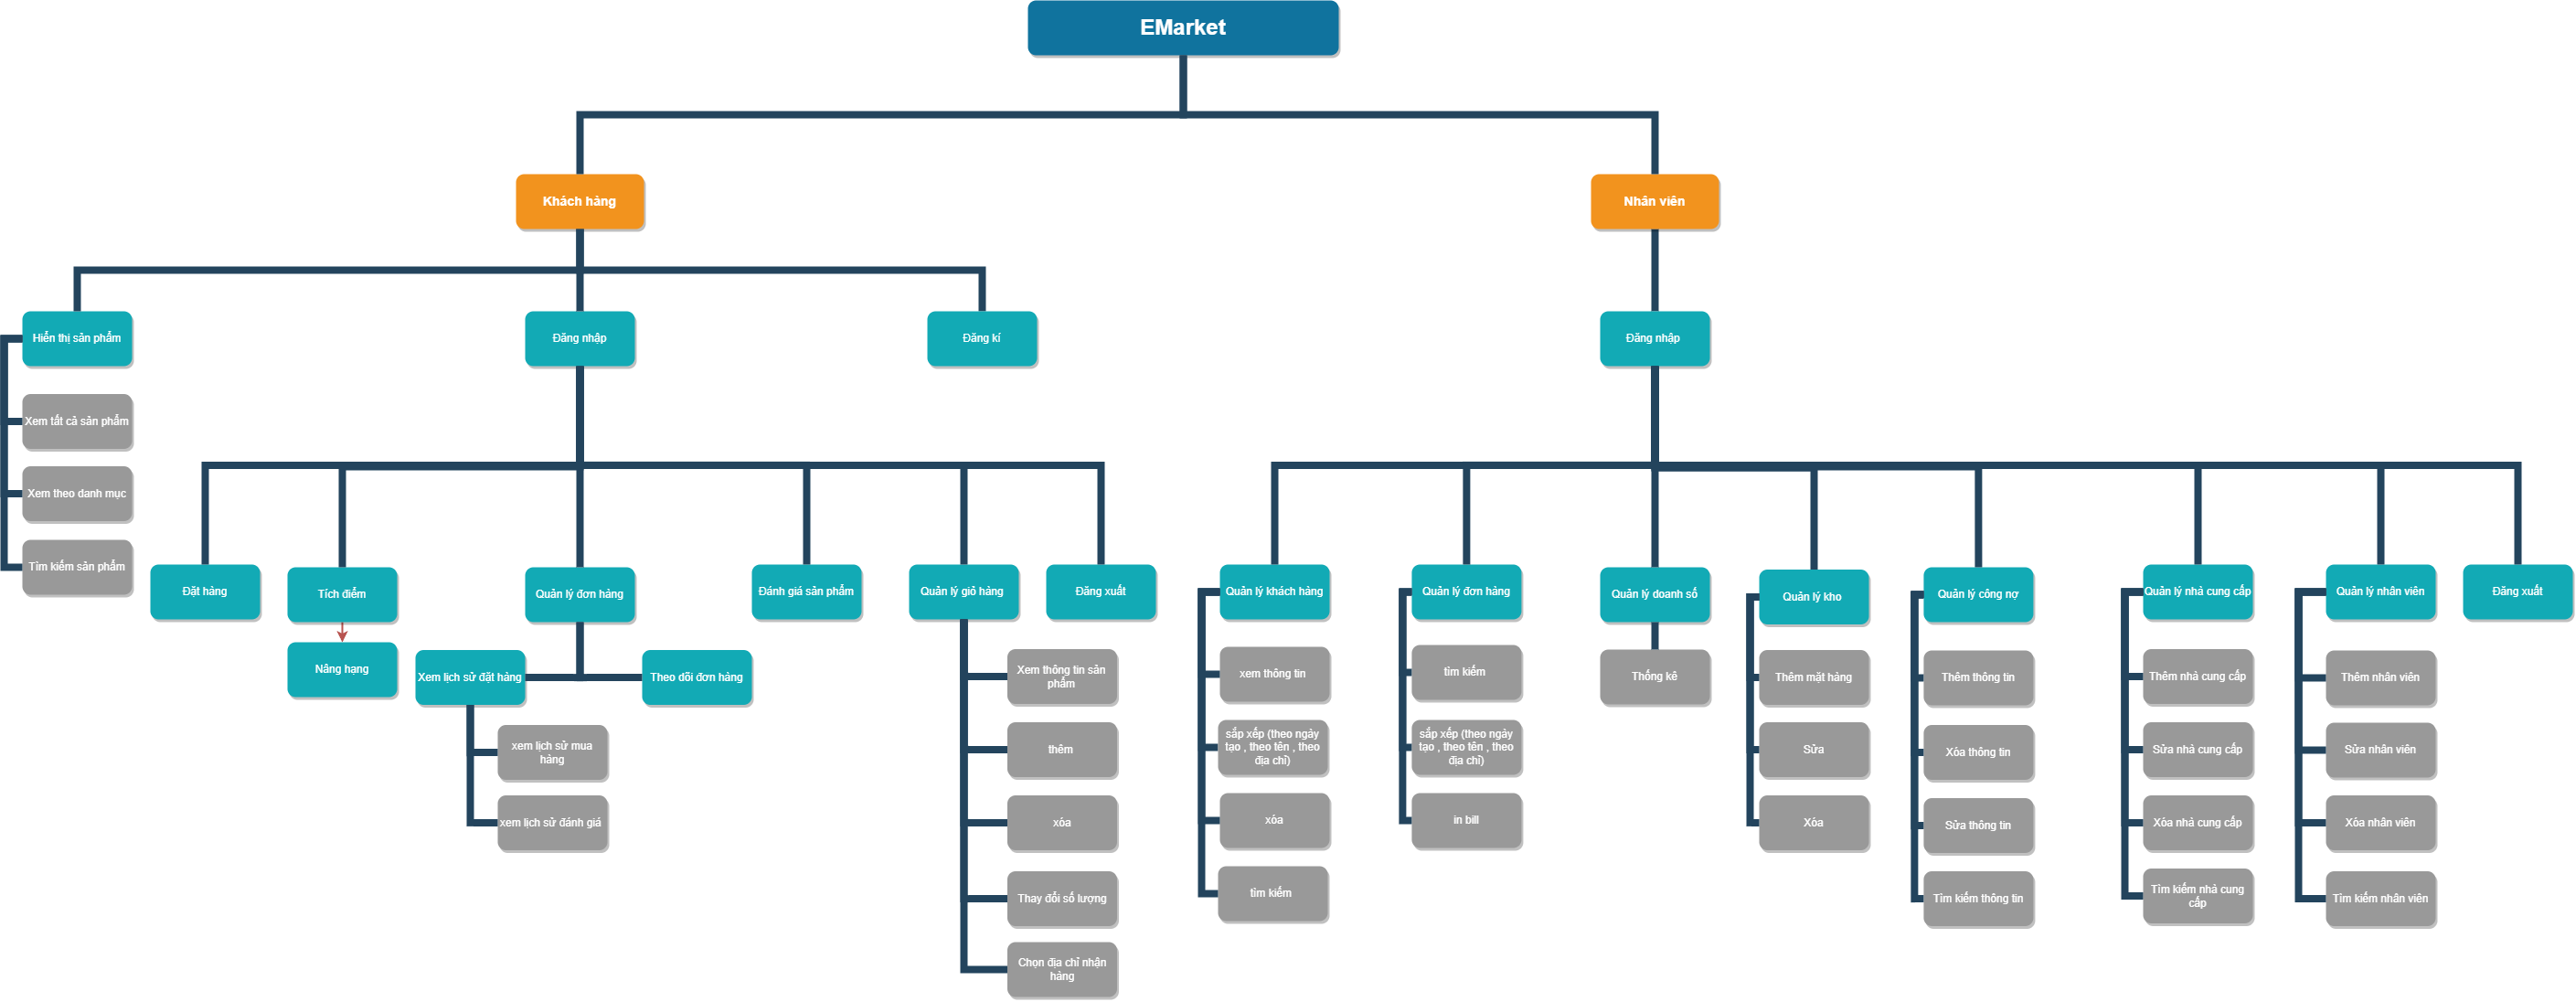 EMarket
Khách hàng
Nhân viên
Hiển thị sản phẩm
Đăng nhập
Đăng kí
Đăng nhập
Xem tất cả sản phẩm
Xem theo danh mục
Tìm kiếm sản phẩm
Đặt hàng
Tích điểm
Quản lý đơn hàng
Đánh giá sản phẩm
Quản lý giỏ hàng
Đăng xuất
Nâng hạng
Xem lịch sử đặt hàng
Theo dõi đơn hàng
xem lịch sử mua
hàng
xem lịch sử đánh giá
Xem thông tin sản
phẩm
thêm
xóa
Thay đổi số lượng
Chọn địa chỉ nhận
hàng
Quản lý khách hàng
Quản lý đơn hàng
Quản lý doanh số
Quản lý kho
Quản lý công nợ
Quản lý nhà cung cấp
Quản lý nhân viên
Đăng xuất
xem thông tin
sắp xếp (theo ngày
tạo , theo tên , theo
địa chỉ)
xóa
tìm kiếm
tìm kiếm
sắp xếp (theo ngày
tạo , theo tên , theo
địa chỉ)
in bill
Thống kê
Thêm mặt hàng
Sửa
Xóa
Thêm thông tin
Xóa thông tin
Sửa thông tin
Tìm kiếm thông tin
Thêm nhà cung cấp
Sửa nhà cung cấp
Xóa nhà cung cấp
Tìm kiếm nhà cung
cấp
Thêm nhân viên
Sửa nhân viên
Xóa nhân viên
Tìm kiếm nhân viên